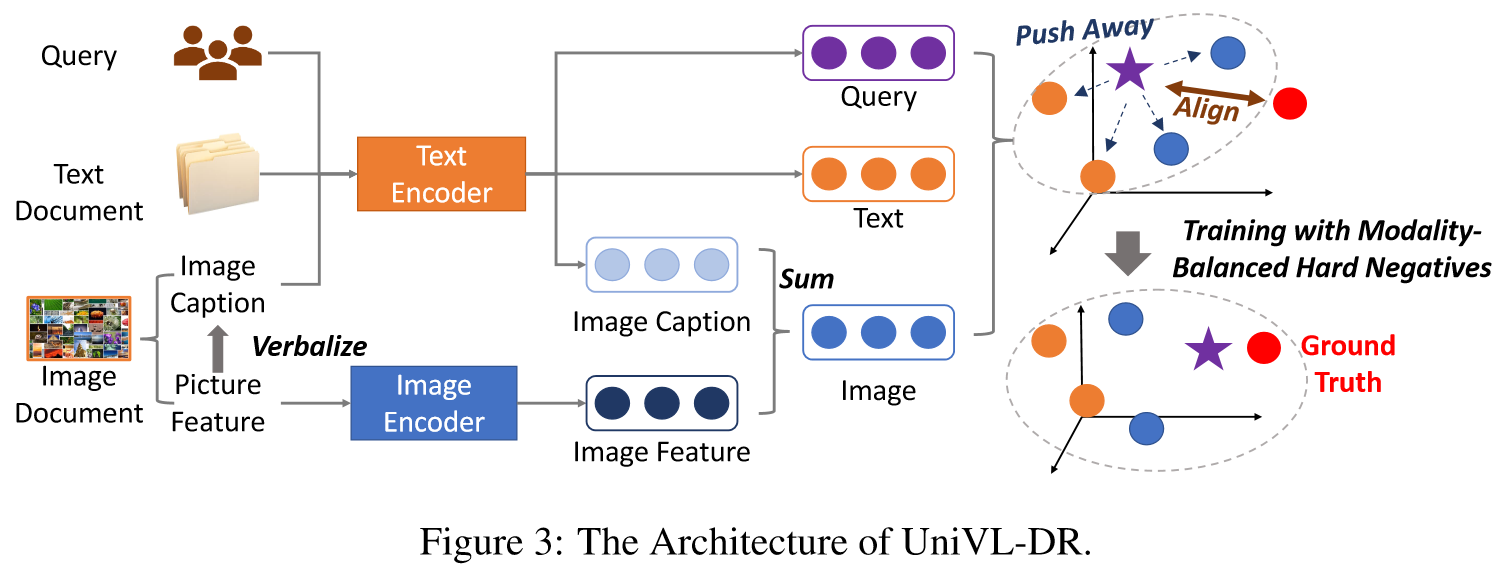 Query
Text
Document
Image
Document
Image
Caption
Verbalize
Picture
Feature
Text
Encoder
Image
Encoder
Query
Text
Image Caption
Sum
Image
Image Feature
Push Away
Align
Training with Modality-
Balanced Hard Negatives
Ground
Truth
Figure 3: The Architecture of UniVL-DR.